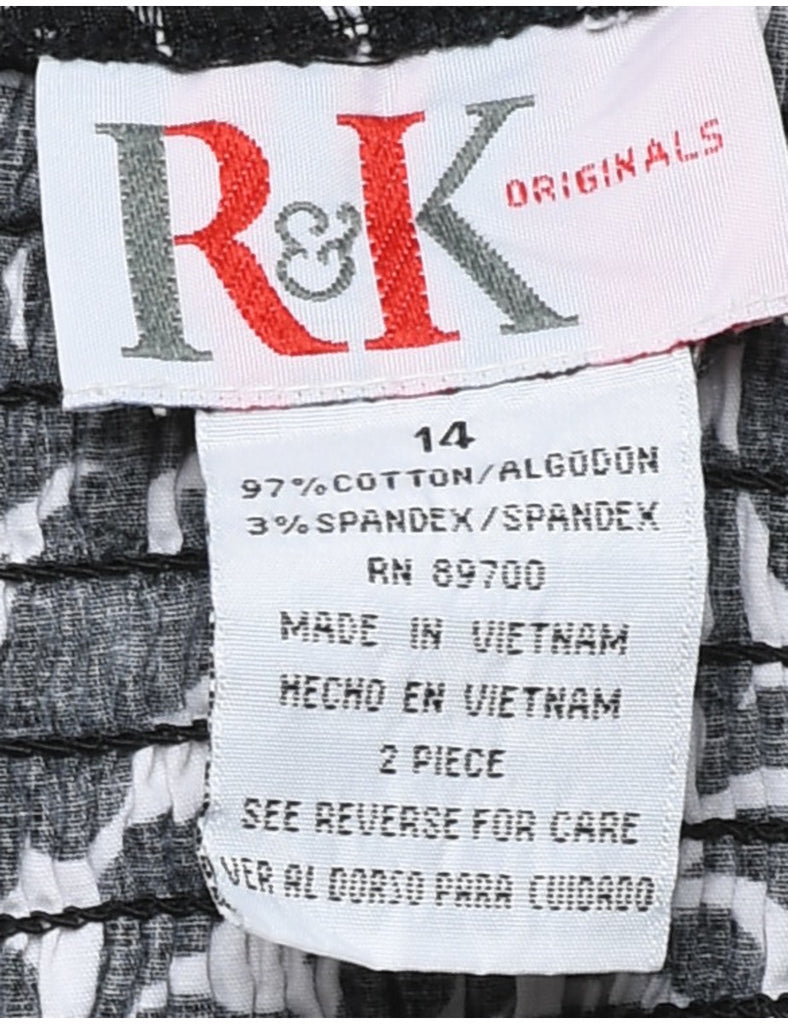 R&K ORIGINALS
14
97% COTTON/ALGODON
3% SPANDEX/SPANDEX
RN 89700
MADE IN VIETNAM
HECHO EN VIETNAM
2 PIECE
SEE REVERSE FOR CARE
VER AL DORSO PARA CUIDADO